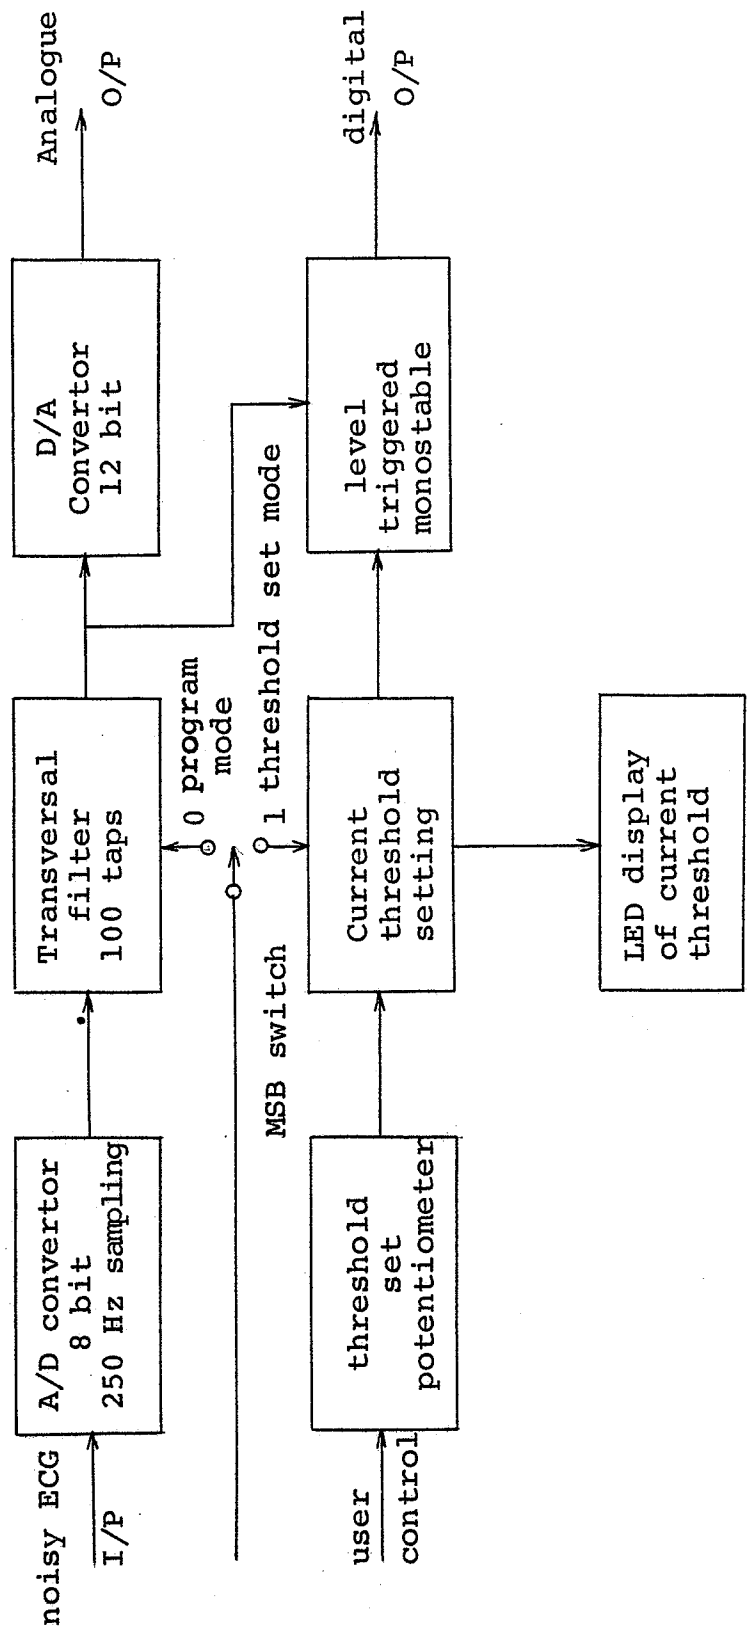 noisy ECG
I/P
A/D convertor
8 bit
250 Hz sampling
Transversal
filter
100 taps
D/A
Convertor
12 bit
Analogue
O/P
0 program
mode
MSB switch
1 threshold set mode
user
control
threshold
set
potentiometer
Current
threshold
setting
level
triggered
monostable
digital
O/P
LED display
of current
threshold